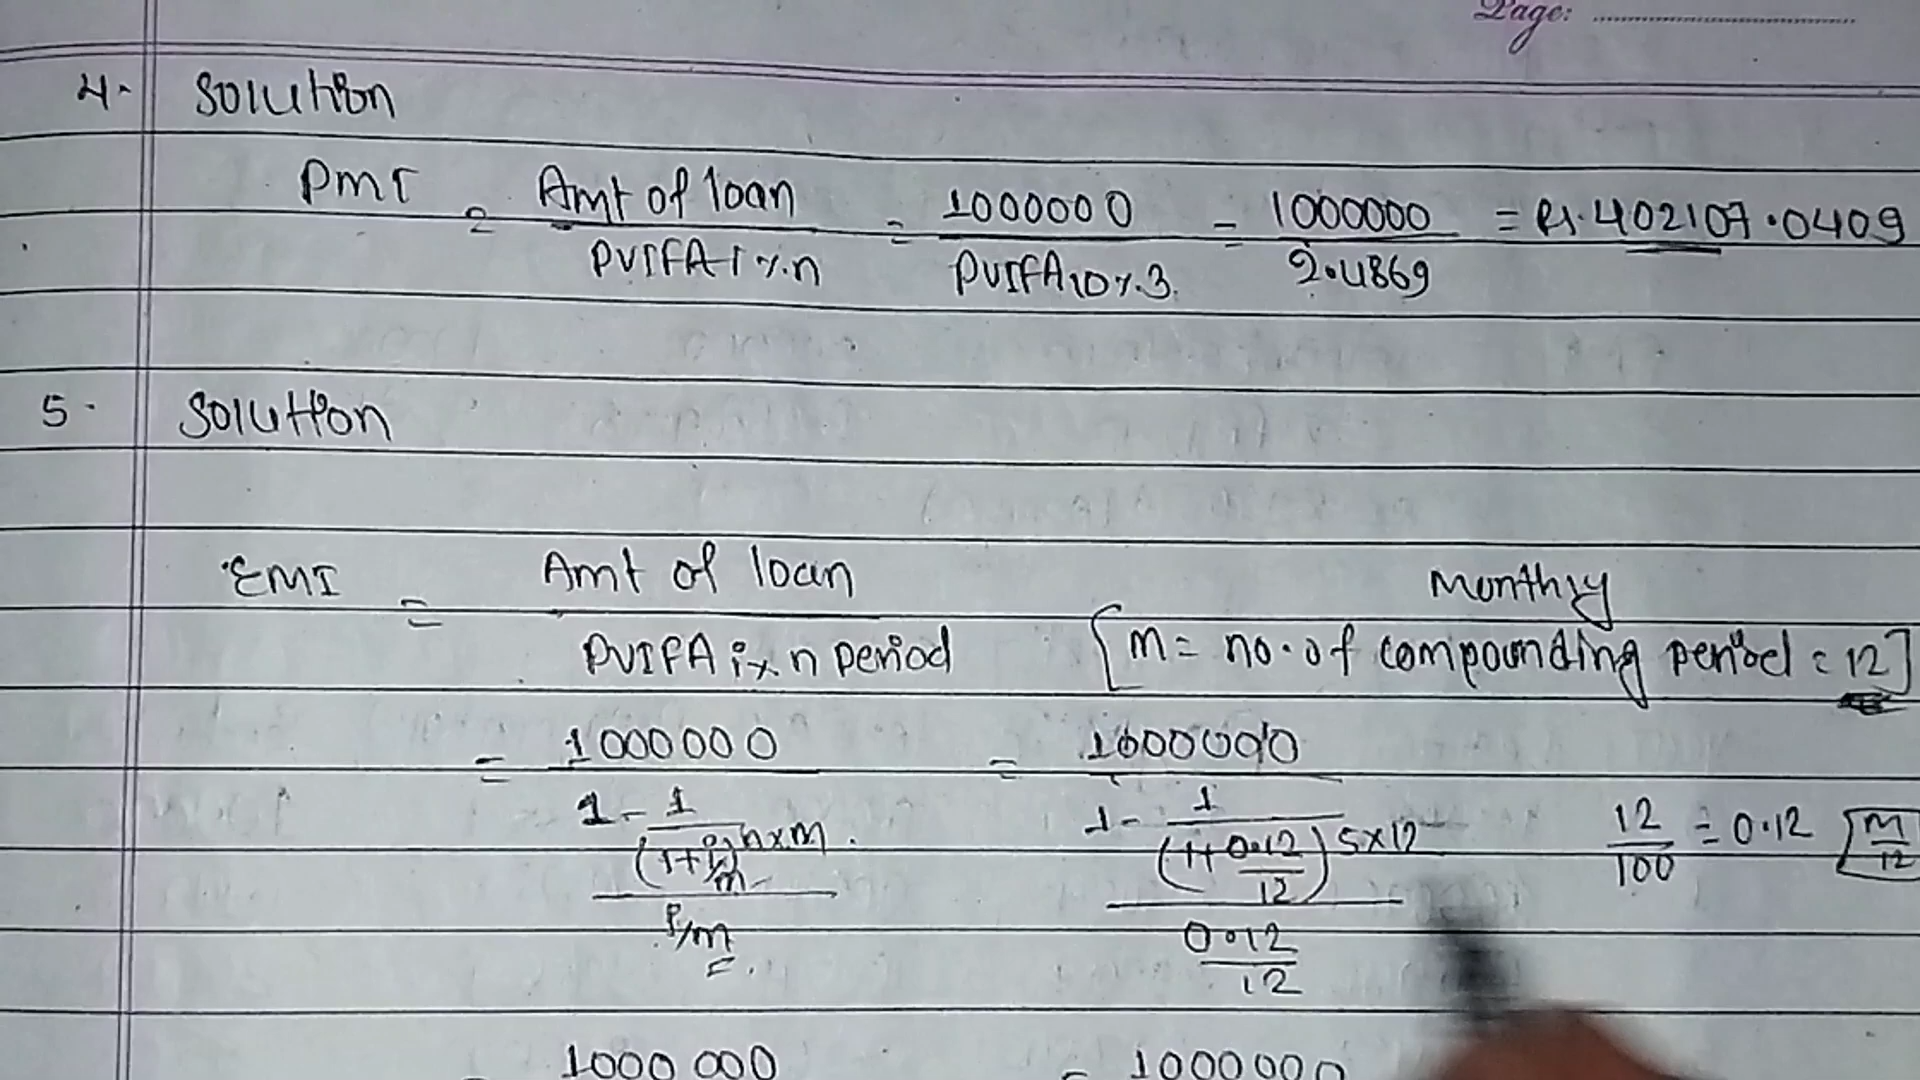 Page: ..........
4. Solution
PMT = Amt of loan / PVIFA i%.n = 1000000 / PVIFA 10%.3 = 1000000 / 2.4869 = Rs.402107.0409
5. Solution
EMI = Amt of loan / PVIFA i%n period
Monthly
[m = no. of compounding period = 12]
= 1000000 / ((1 - 1/(1+i/m)^n×m) / (i/m)) = 1000000 / ((1 - 1/(1+0.12/12)^5×12) / (0.12/12))
12/100 = 0.12
M/12
1000000 = 1000000